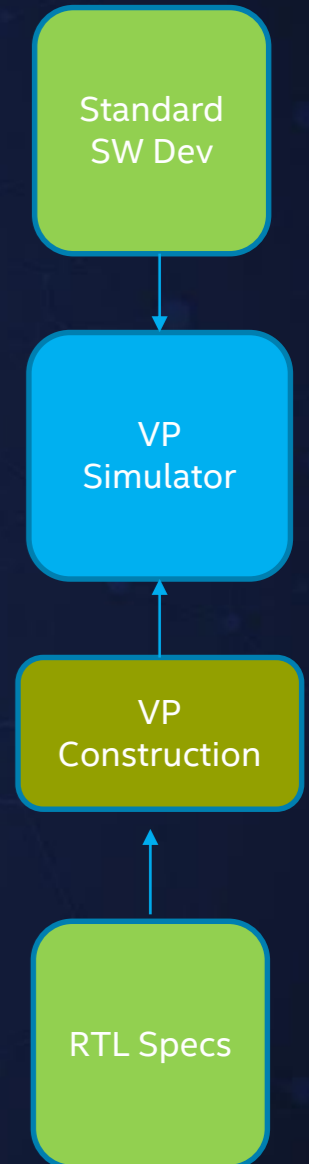 Standard
SW Dev
VP
Simulator
VP
Construction
RTL Specs